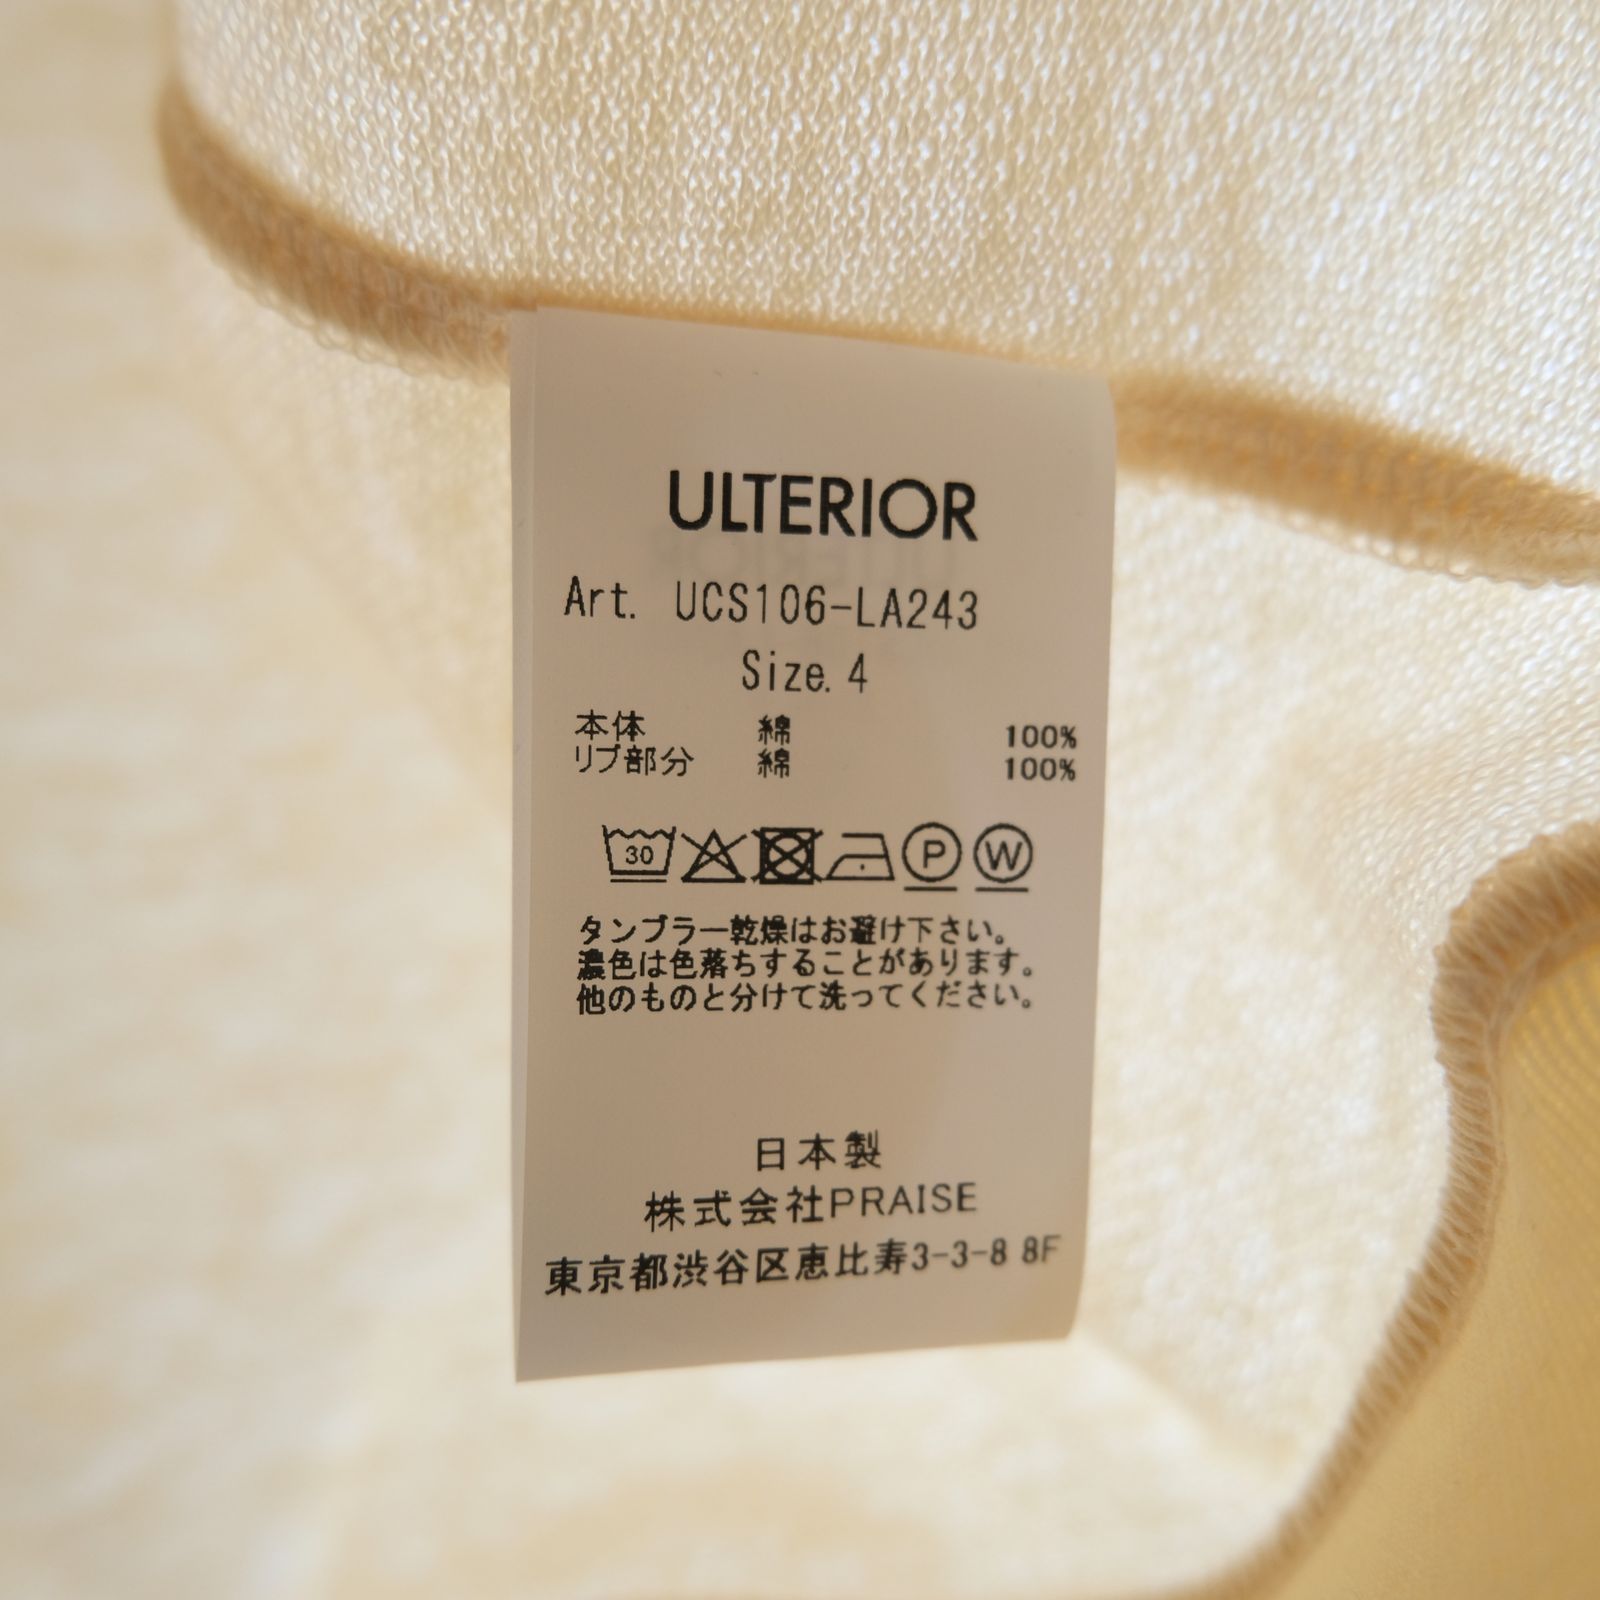 ULTERIOR
Art. UCS106-LA243
Size. 4
本体 綿 100%
リブ部分 綿 100%
30 P W
タンブラー乾燥はお避け下さい。
濃色は色落ちすることがあります。
他のものと分けて洗ってください。
日本製
株式会社PRAISE
東京都渋谷区恵比寿3-3-8 8F